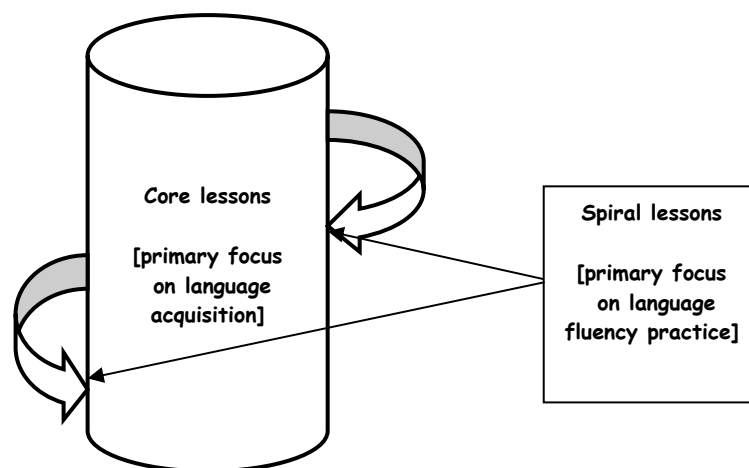 Core lessons
[primary focus
on language
acquisition]
Spiral lessons
[primary focus
on language
fluency practice]